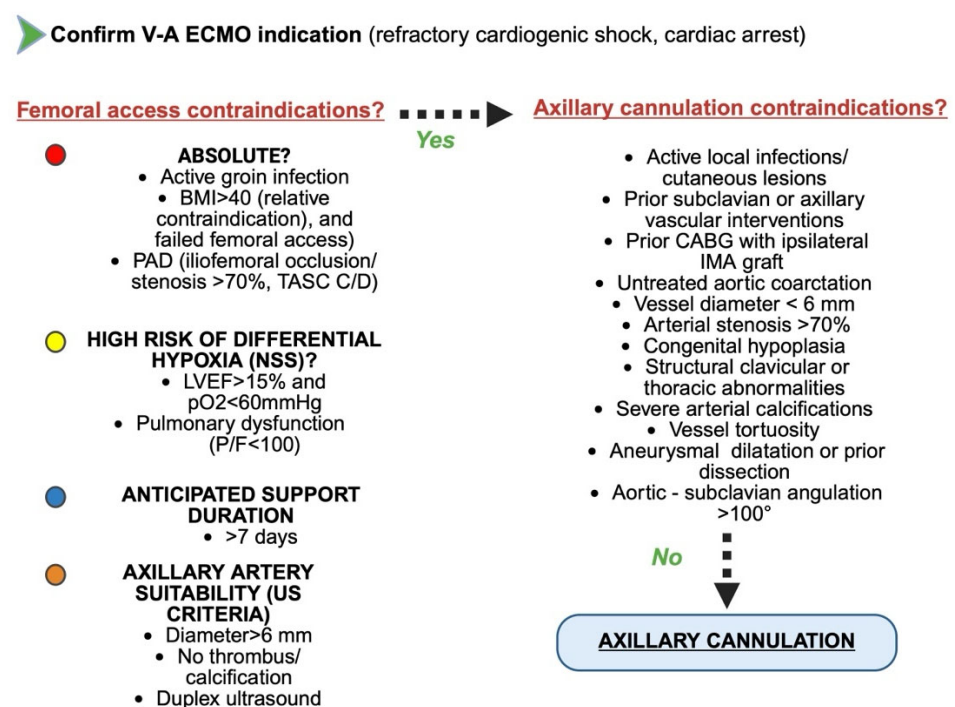 Confirm V-A ECMO indication (refractory cardiogenic shock, cardiac arrest)
Femoral access contraindications?
Yes
ABSOLUTE?
• Active groin infection
• BMI>40 (relative
contraindication), and
failed femoral access)
• PAD (iliofemoral occlusion/
stenosis >70%, TASC C/D)
HIGH RISK OF DIFFERENTIAL
HYPOXIA (NSS)?
• LVEF>15% and
pO2<60mmHg
• Pulmonary dysfunction
(P/F<100)
ANTICIPATED SUPPORT
DURATION
• >7 days
AXILLARY ARTERY
SUITABILITY (US
CRITERIA)
• Diameter>6 mm
• No thrombus/
calcification
• Duplex ultrasound
Axillary cannulation contraindications?
• Active local infections/
cutaneous lesions
• Prior subclavian or axillary
vascular interventions
• Prior CABG with ipsilateral
IMA graft
• Untreated aortic coarctation
• Vessel diameter < 6 mm
• Arterial stenosis >70%
• Congenital hypoplasia
• Structural clavicular or
thoracic abnormalities
• Severe arterial calcifications
• Vessel tortuosity
• Aneurysmal dilatation or prior
dissection
• Aortic - subclavian angulation
>100°
No
AXILLARY CANNULATION